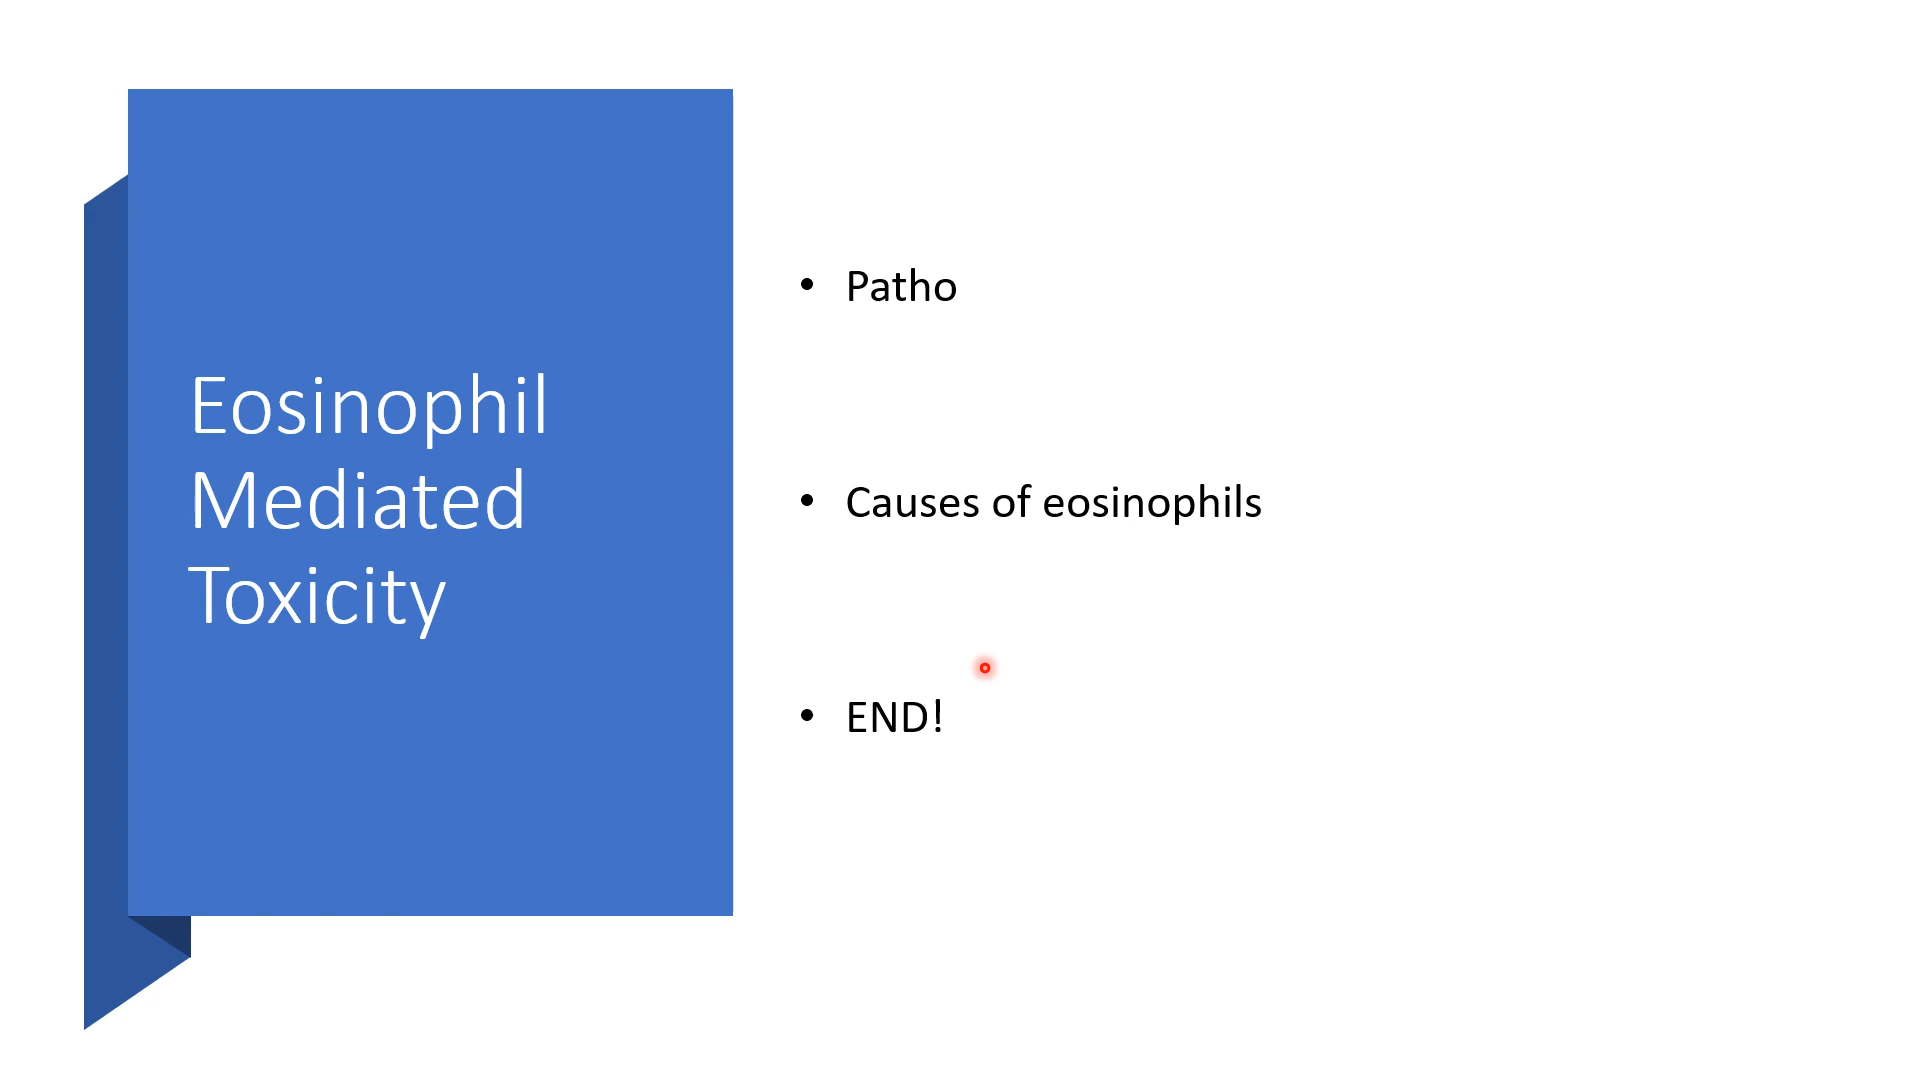 Eosinophil
Mediated
Toxicity
• Patho
• Causes of eosinophils
• END!